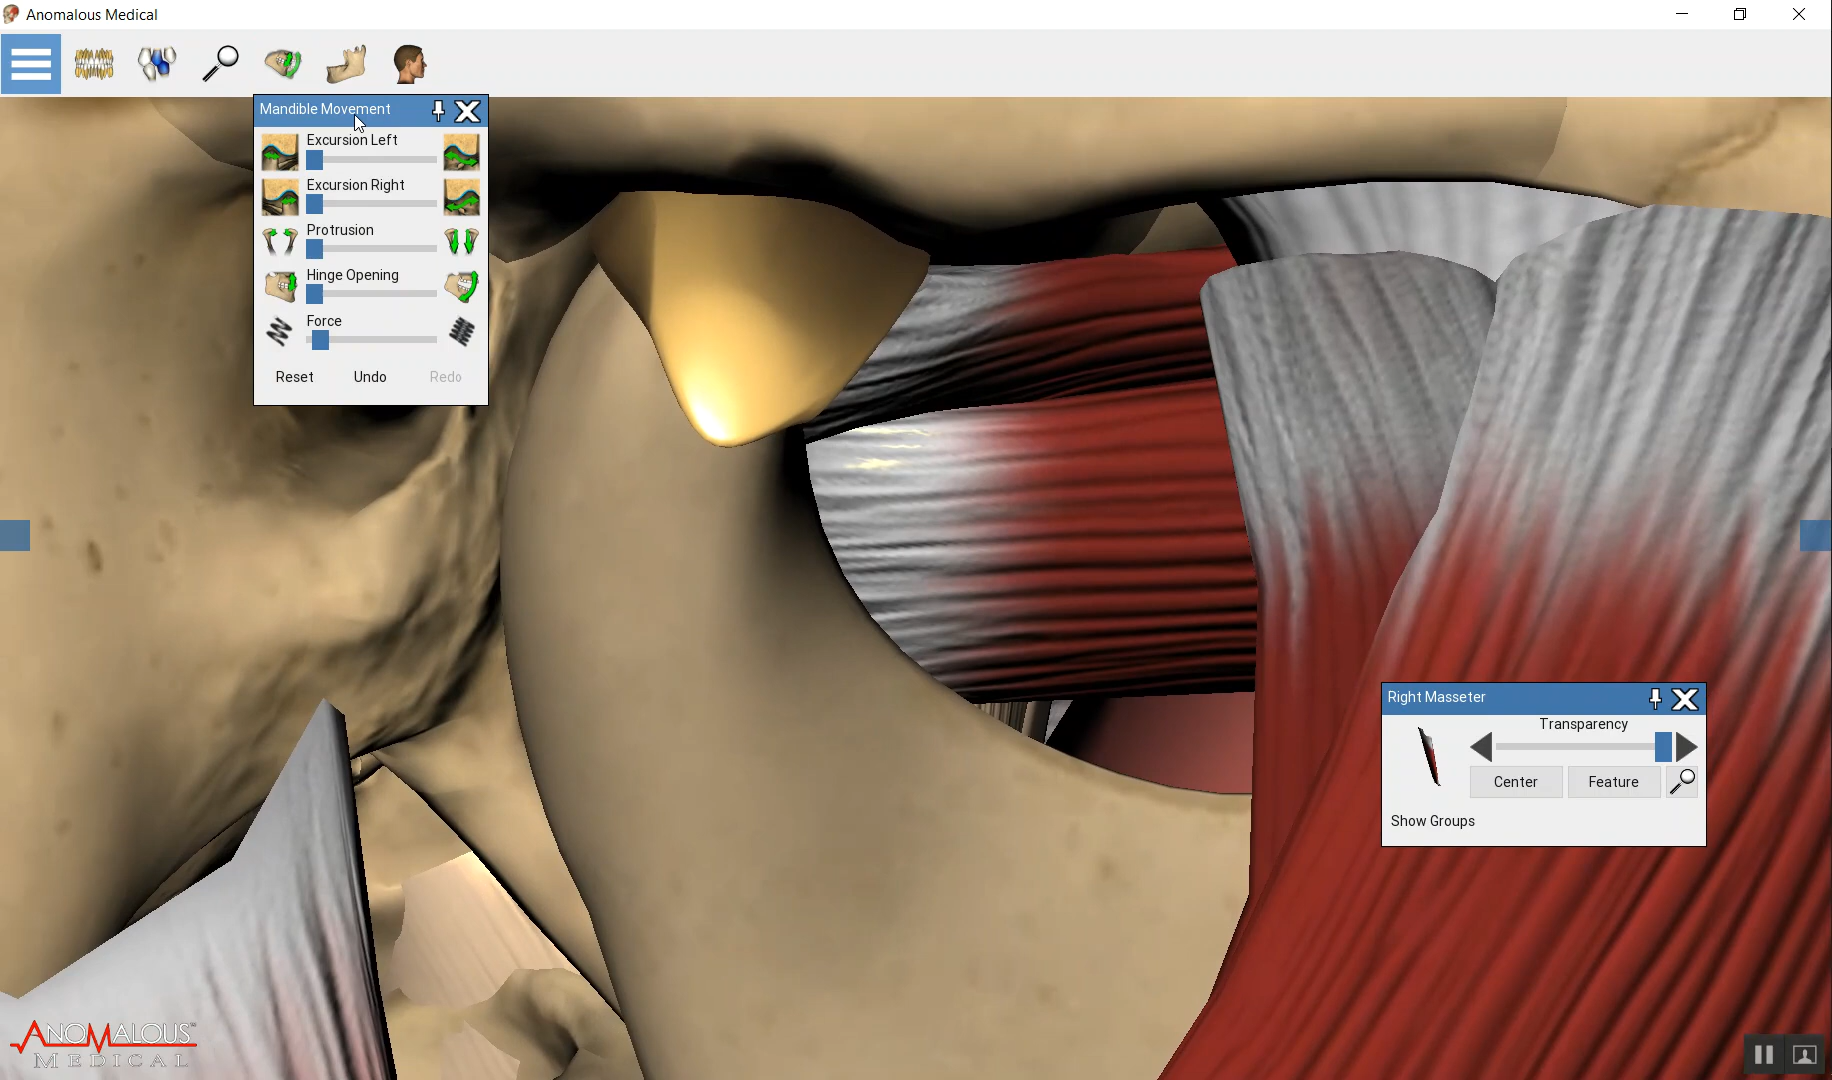 Anomalous Medical
Mandible Movement
Excursion Left
Excursion Right
Protrusion
Hinge Opening
Force
Reset Undo Redo
Right Masseter
Transparency
Center Feature
Show Groups
ANOMALOUS™
MEDICAL